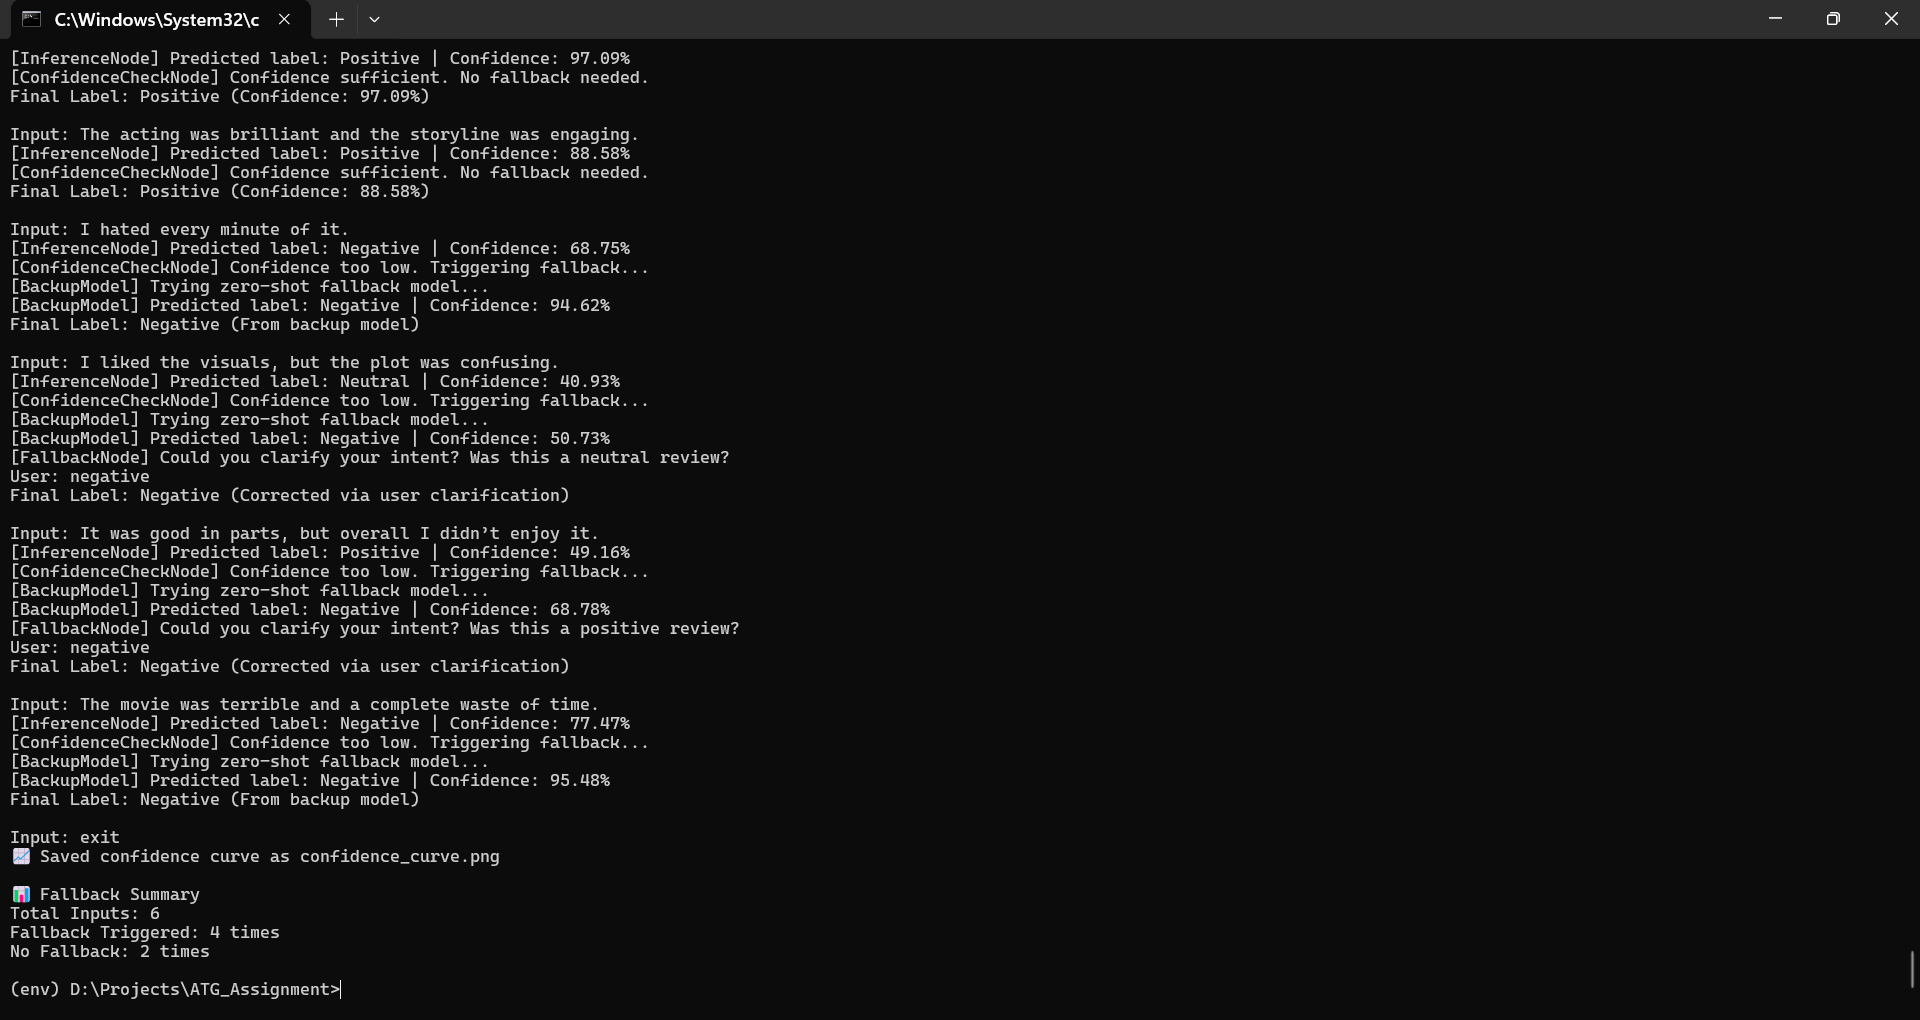 C:\Windows\System32\c
[InferenceNode] Predicted label: Positive | Confidence: 97.09%
[ConfidenceCheckNode] Confidence sufficient. No fallback needed.
Final Label: Positive (Confidence: 97.09%)
Input: The acting was brilliant and the storyline was engaging.
[InferenceNode] Predicted label: Positive | Confidence: 88.58%
[ConfidenceCheckNode] Confidence sufficient. No fallback needed.
Final Label: Positive (Confidence: 88.58%)
Input: I hated every minute of it.
[InferenceNode] Predicted label: Negative | Confidence: 68.75%
[ConfidenceCheckNode] Confidence too low. Triggering fallback...
[BackupModel] Trying zero-shot fallback model...
[BackupModel] Predicted label: Negative | Confidence: 94.62%
Final Label: Negative (From backup model)
Input: I liked the visuals, but the plot was confusing.
[InferenceNode] Predicted label: Neutral | Confidence: 40.93%
[ConfidenceCheckNode] Confidence too low. Triggering fallback...
[BackupModel] Trying zero-shot fallback model...
[BackupModel] Predicted label: Negative | Confidence: 50.73%
[FallbackNode] Could you clarify your intent? Was this a neutral review?
User: negative
Final Label: Negative (Corrected via user clarification)
Input: It was good in parts, but overall I didn’t enjoy it.
[InferenceNode] Predicted label: Positive | Confidence: 49.16%
[ConfidenceCheckNode] Confidence too low. Triggering fallback...
[BackupModel] Trying zero-shot fallback model...
[BackupModel] Predicted label: Negative | Confidence: 68.78%
[FallbackNode] Could you clarify your intent? Was this a positive review?
User: negative
Final Label: Negative (Corrected via user clarification)
Input: The movie was terrible and a complete waste of time.
[InferenceNode] Predicted label: Negative | Confidence: 77.47%
[ConfidenceCheckNode] Confidence too low. Triggering fallback...
[BackupModel] Trying zero-shot fallback model...
[BackupModel] Predicted label: Negative | Confidence: 95.48%
Final Label: Negative (From backup model)
Input: exit
📈 Saved confidence curve as confidence_curve.png
📊 Fallback Summary
Total Inputs: 6
Fallback Triggered: 4 times
No Fallback: 2 times
(env) D:\Projects\ATG_Assignment>